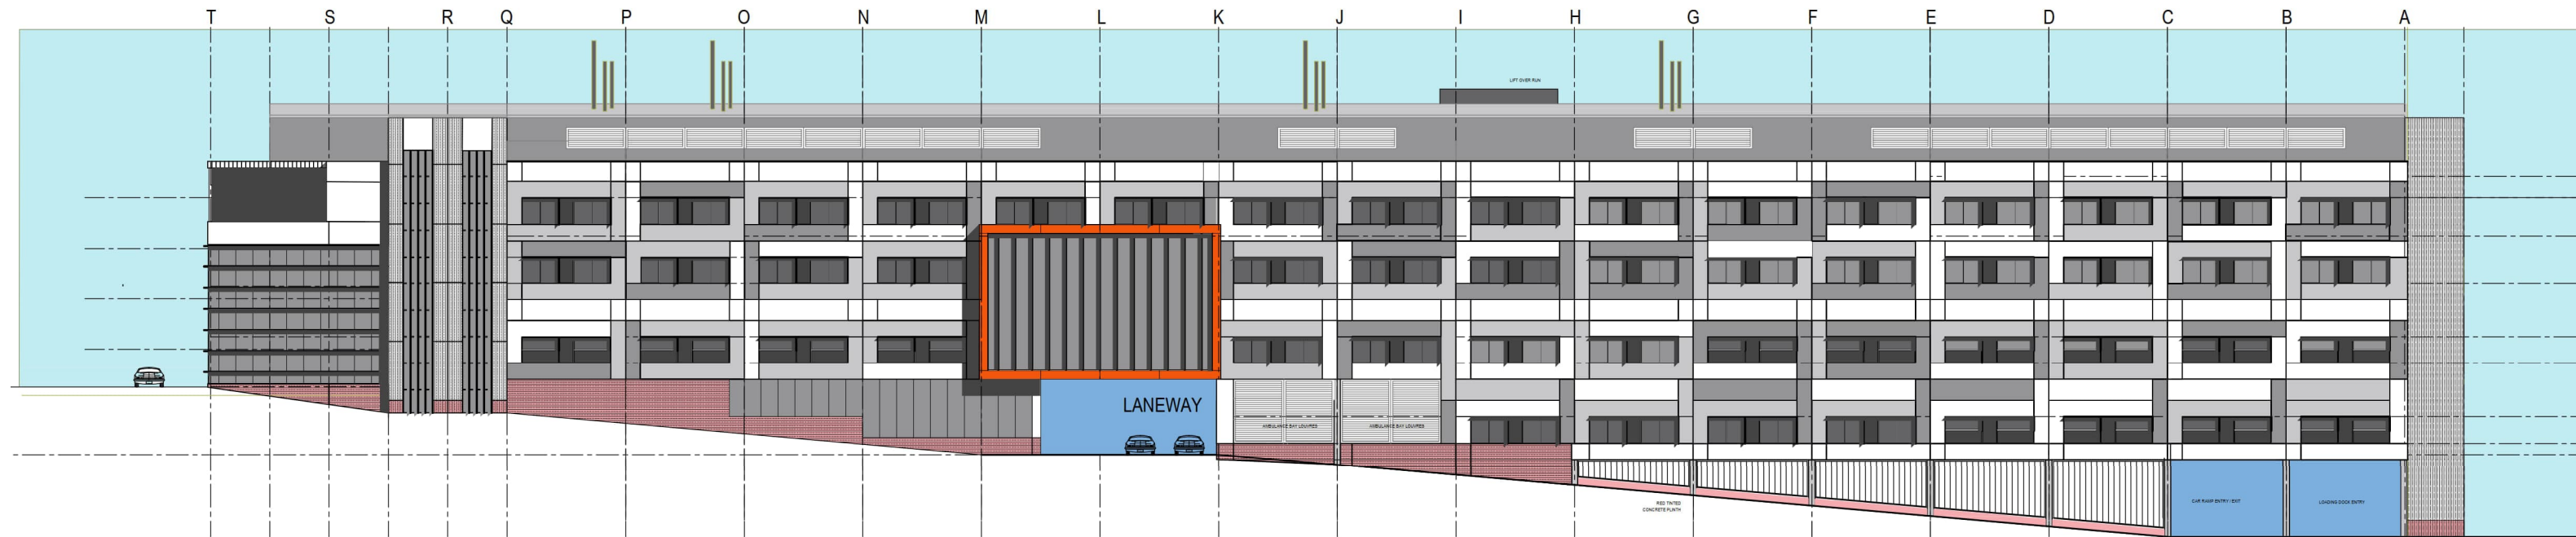 T S R Q P O N M L K J I H G F E D C B A
LIFT OVER RUN
LANEWAY
AMBULANCE BAY LOUVRES
AMBULANCE BAY LOUVRES
RED TINTED
CONCRETE PLINTH
CAR RAMP ENTRY / EXIT
LOADING DOCK ENTRY